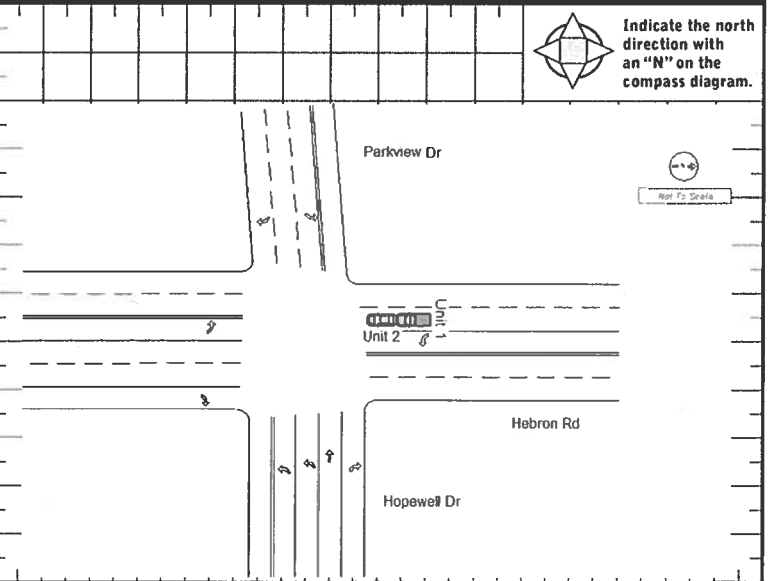 Indicate the north
direction with
an “N” on the
compass diagram.
Parkview Dr
Not To Scale
Unit 1
Unit 2
Hebron Rd
Hopewell Dr